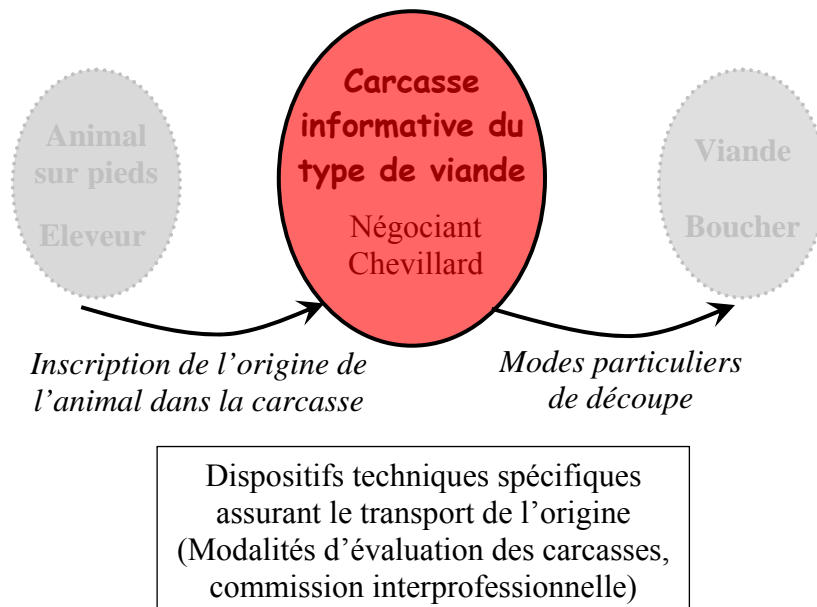 Animal
sur pieds
Eleveur
Carcasse
informative du
type de viande
Négociant
Chevillard
Viande
Boucher
Inscription de l’origine de
l’animal dans la carcasse
Modes particuliers
de découpe
Dispositifs techniques spécifiques
assurant le transport de l’origine
(Modalités d’évaluation des carcasses,
commission interprofessionnelle)